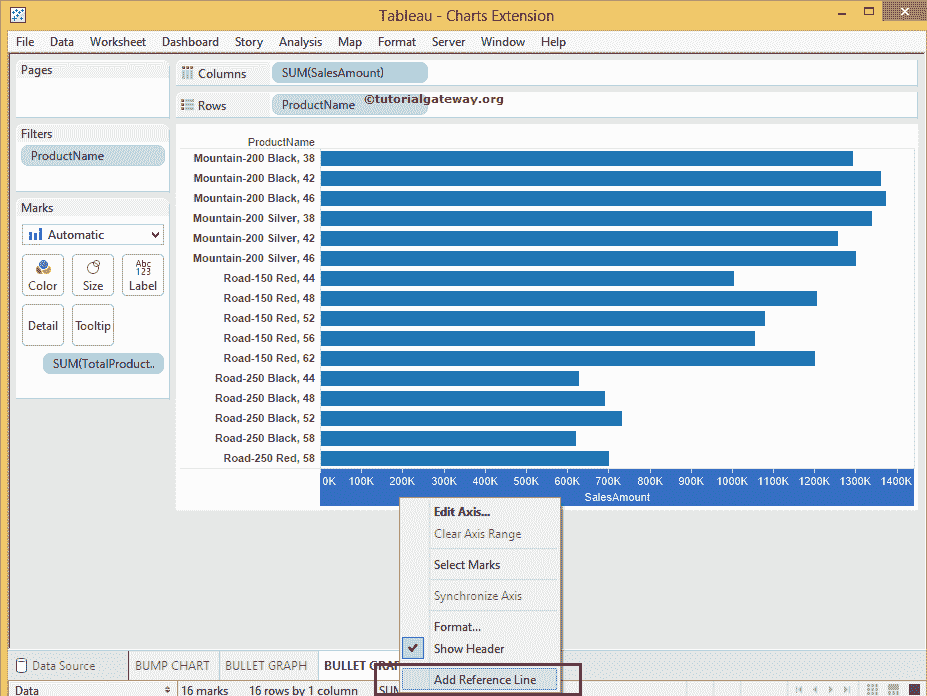 Tableau - Charts Extension
File Data Worksheet Dashboard Story Analysis Map Format Server Window Help
Pages
Columns SUM(SalesAmount)
Rows ProductName
©tutorialgateway.org
Filters
ProductName
Marks
Automatic
Color Size Abc 123 Label
Detail Tooltip
SUM(TotalProduct..
ProductName
Mountain-200 Black, 38
Mountain-200 Black, 42
Mountain-200 Black, 46
Mountain-200 Silver, 38
Mountain-200 Silver, 42
Mountain-200 Silver, 46
Road-150 Red, 44
Road-150 Red, 48
Road-150 Red, 52
Road-150 Red, 56
Road-150 Red, 62
Road-250 Black, 44
Road-250 Black, 48
Road-250 Black, 52
Road-250 Black, 58
Road-250 Red, 58
0K 100K 200K 300K 400K 500K 600K 700K 800K 900K 1000K 1100K 1200K 1300K 1400K
SalesAmount
Edit Axis...
Clear Axis Range
Select Marks
Synchronize Axis
Format...
Show Header
Add Reference Line
Data Source BUMP CHART BULLET GRAPH BULLET GRAP
Data 16 marks 16 rows by 1 column SUM